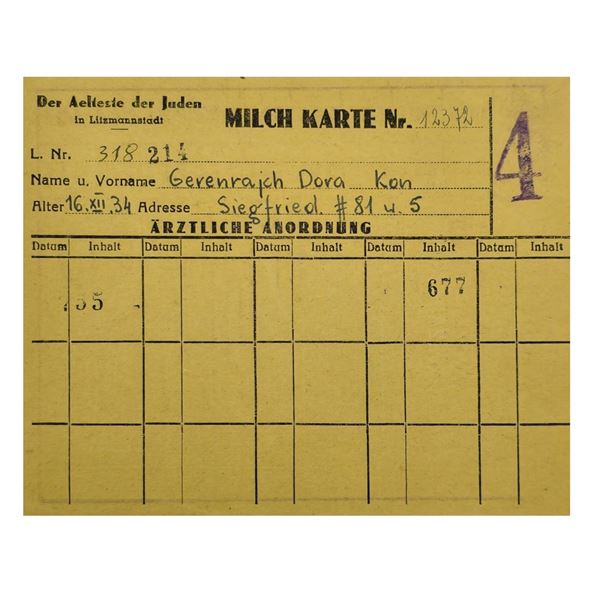 Der Aelteste der Juden
in Litzmannstadt
MILCH KARTE Nr. 12372
4
L. Nr. 318 214
Name u. Vorname Gerenrajch Dora Kon
Alter 16.XII.34 Adresse Siegfried. # 81 u. 5
ÄRZTLICHE ANORDNUNG
Datum Inhalt Datum Inhalt Datum Inhalt Datum Inhalt Datum Inhalt
677